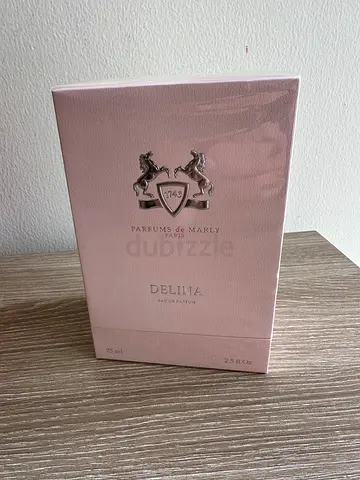 1743
PARFUMS de MARLY
PARIS
dubizzle
DELINA
EAU DE PARFUM
75 ml 2.5 fl.Oz